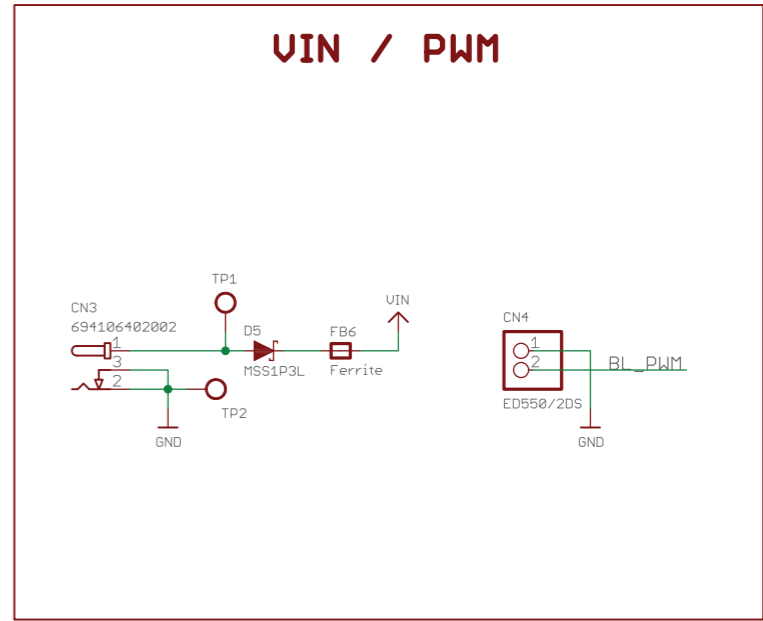 VIN / PWM
TP1
CN3
694106402002
1
3
2
D5
MSS1P3L
FB6
Ferrite
VIN
TP2
GND
CN4
1
2
BL_PWM
ED550/2DS
GND